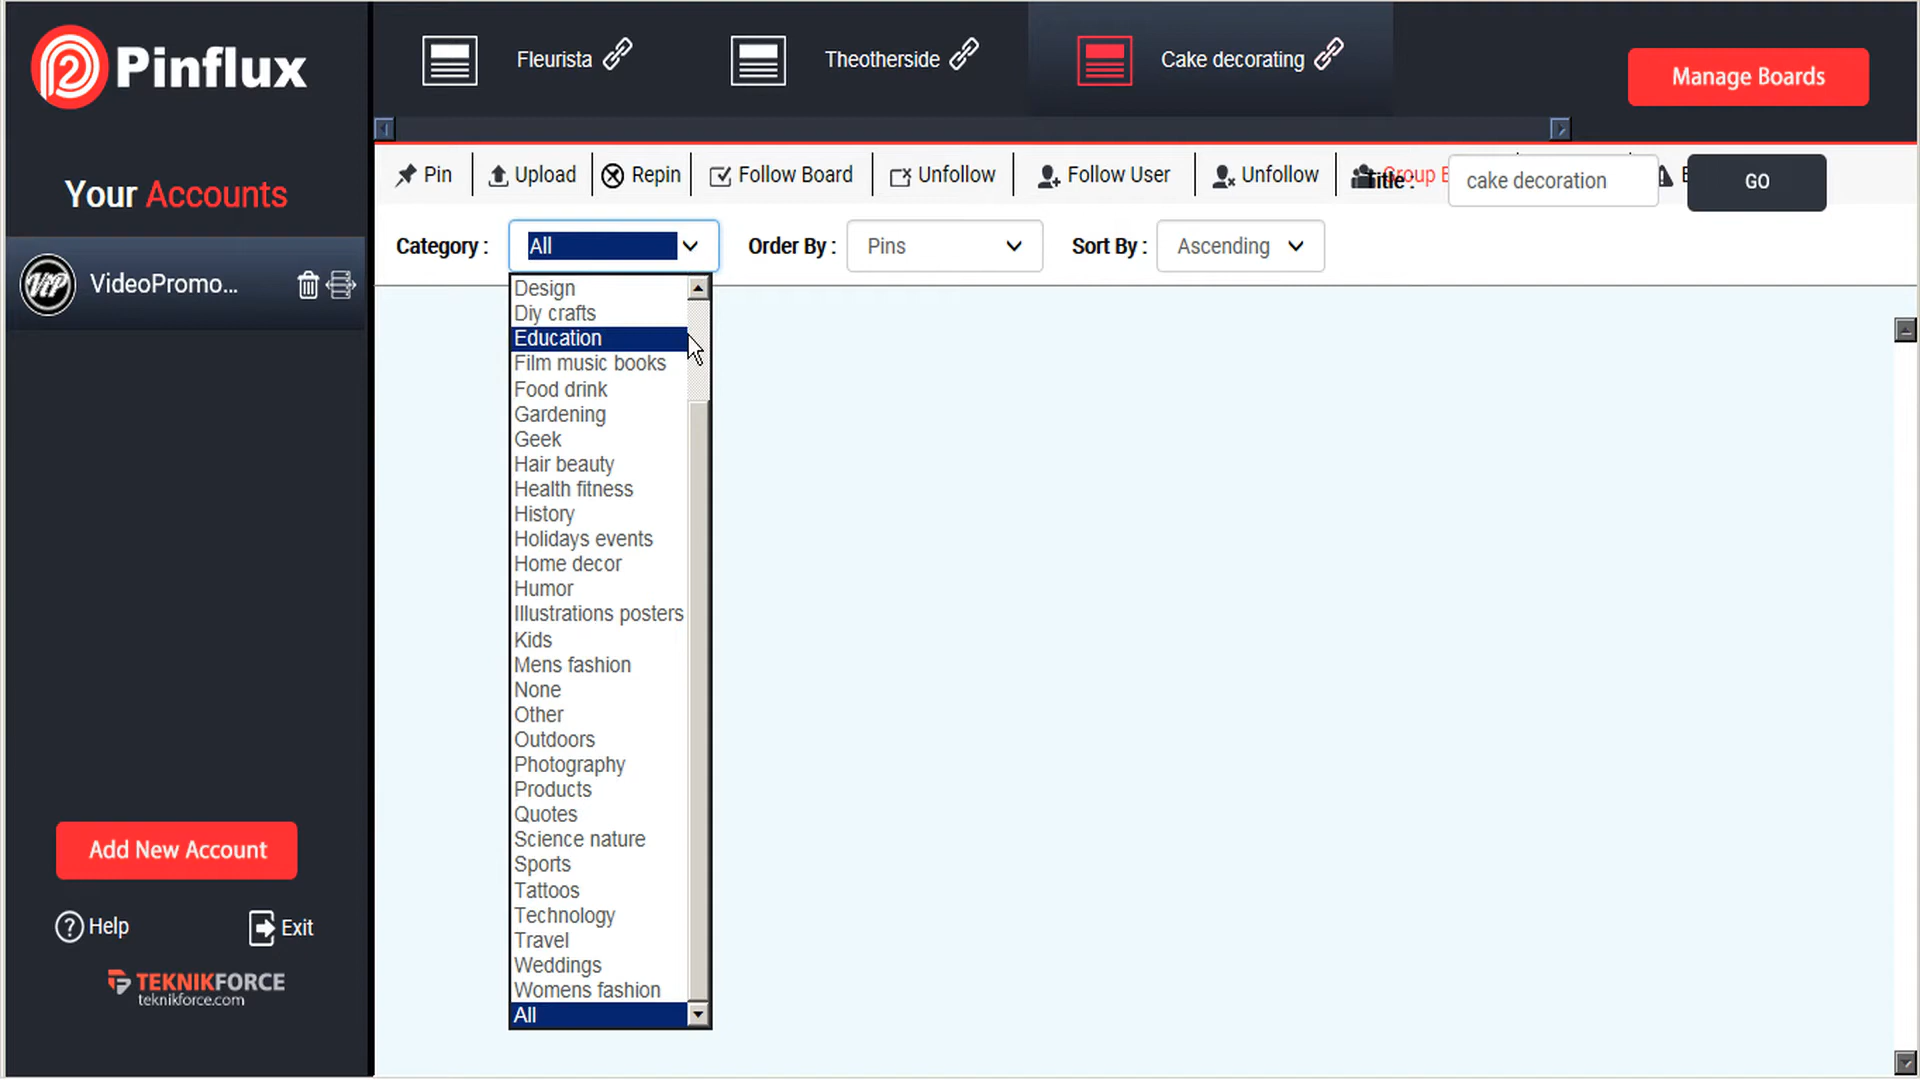 Pinflux
Fleurista
Theotherside
Cake decorating
Manage Boards
Your Accounts
VideoPromo...
Pin
Upload
Repin
Follow Board
Unfollow
Follow User
Unfollow
Title :
cake decoration
GO
Category :
All
Order By :
Pins
Sort By :
Ascending
Design
Diy crafts
Education
Film music books
Food drink
Gardening
Geek
Hair beauty
Health fitness
History
Holidays events
Home decor
Humor
Illustrations posters
Kids
Mens fashion
None
Other
Outdoors
Photography
Products
Quotes
Science nature
Sports
Tattoos
Technology
Travel
Weddings
Womens fashion
All
Add New Account
Help
Exit
TEKNIKFORCE
teknikforce.com